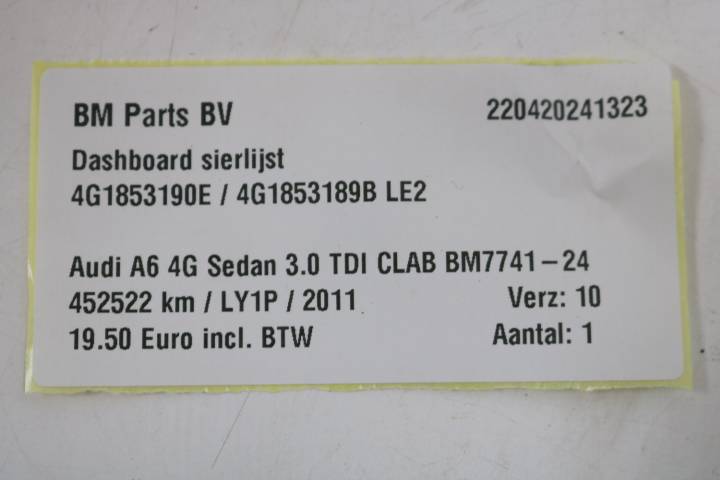 BM Parts BV 220420241323
Dashboard sierlijst
4G1853190E / 4G1853189B LE2
Audi A6 4G Sedan 3.0 TDI CLAB BM7741-24
452522 km / LY1P / 2011 Verz: 10
19.50 Euro incl. BTW Aantal: 1